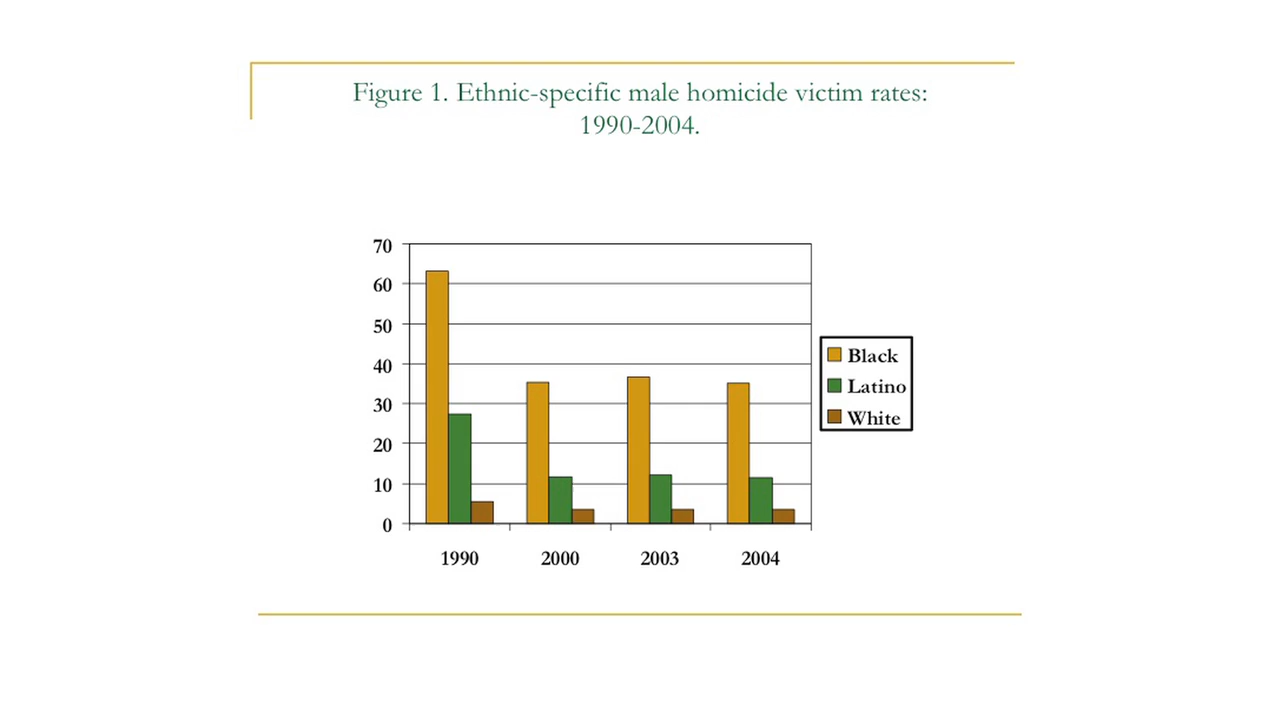 Figure 1. Ethnic-specific male homicide victim rates:
1990-2004.
70
60
50
40
30
20
10
0
1990 2000 2003 2004
Black
Latino
White